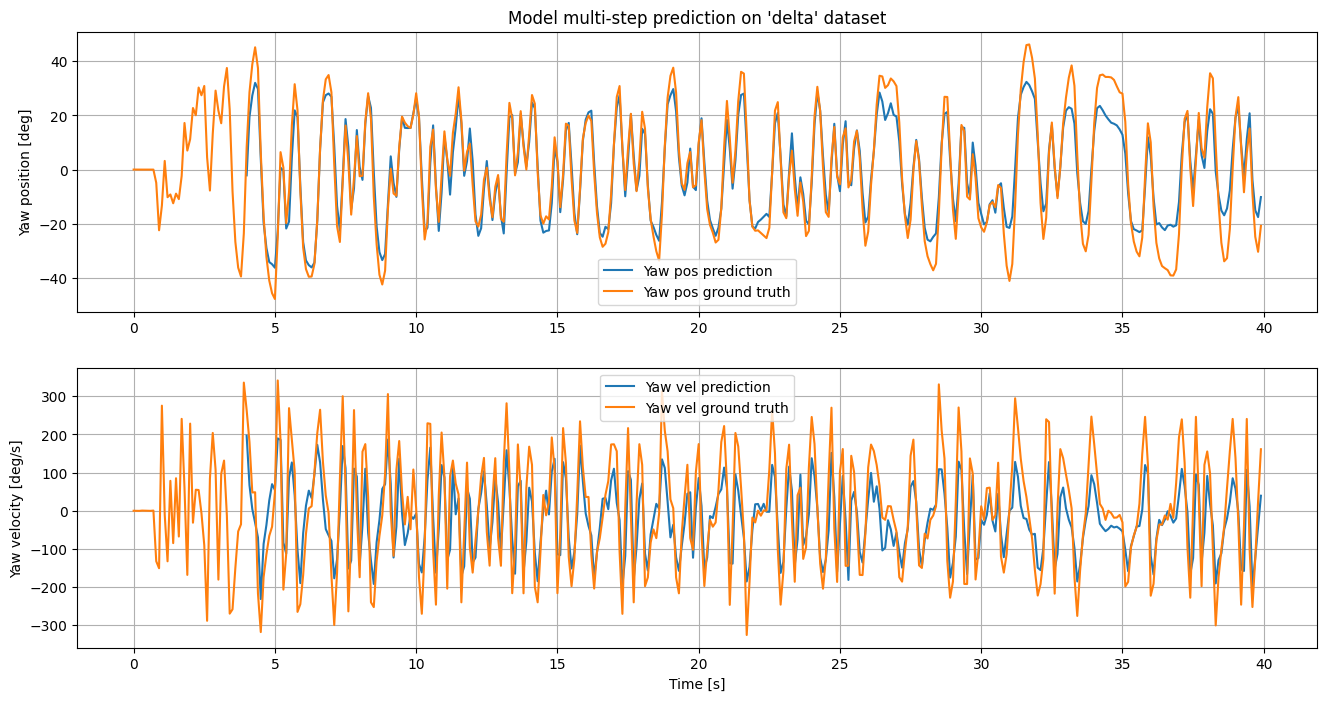 Model multi-step prediction on 'delta' dataset
Yaw position [deg]
40
20
0
−20
−40
Yaw pos prediction
Yaw pos ground truth
0 5 10 15 20 25 30 35 40
Yaw velocity [deg/s]
300
200
100
0
−100
−200
−300
Yaw vel prediction
Yaw vel ground truth
0 5 10 15 20 25 30 35 40
Time [s]